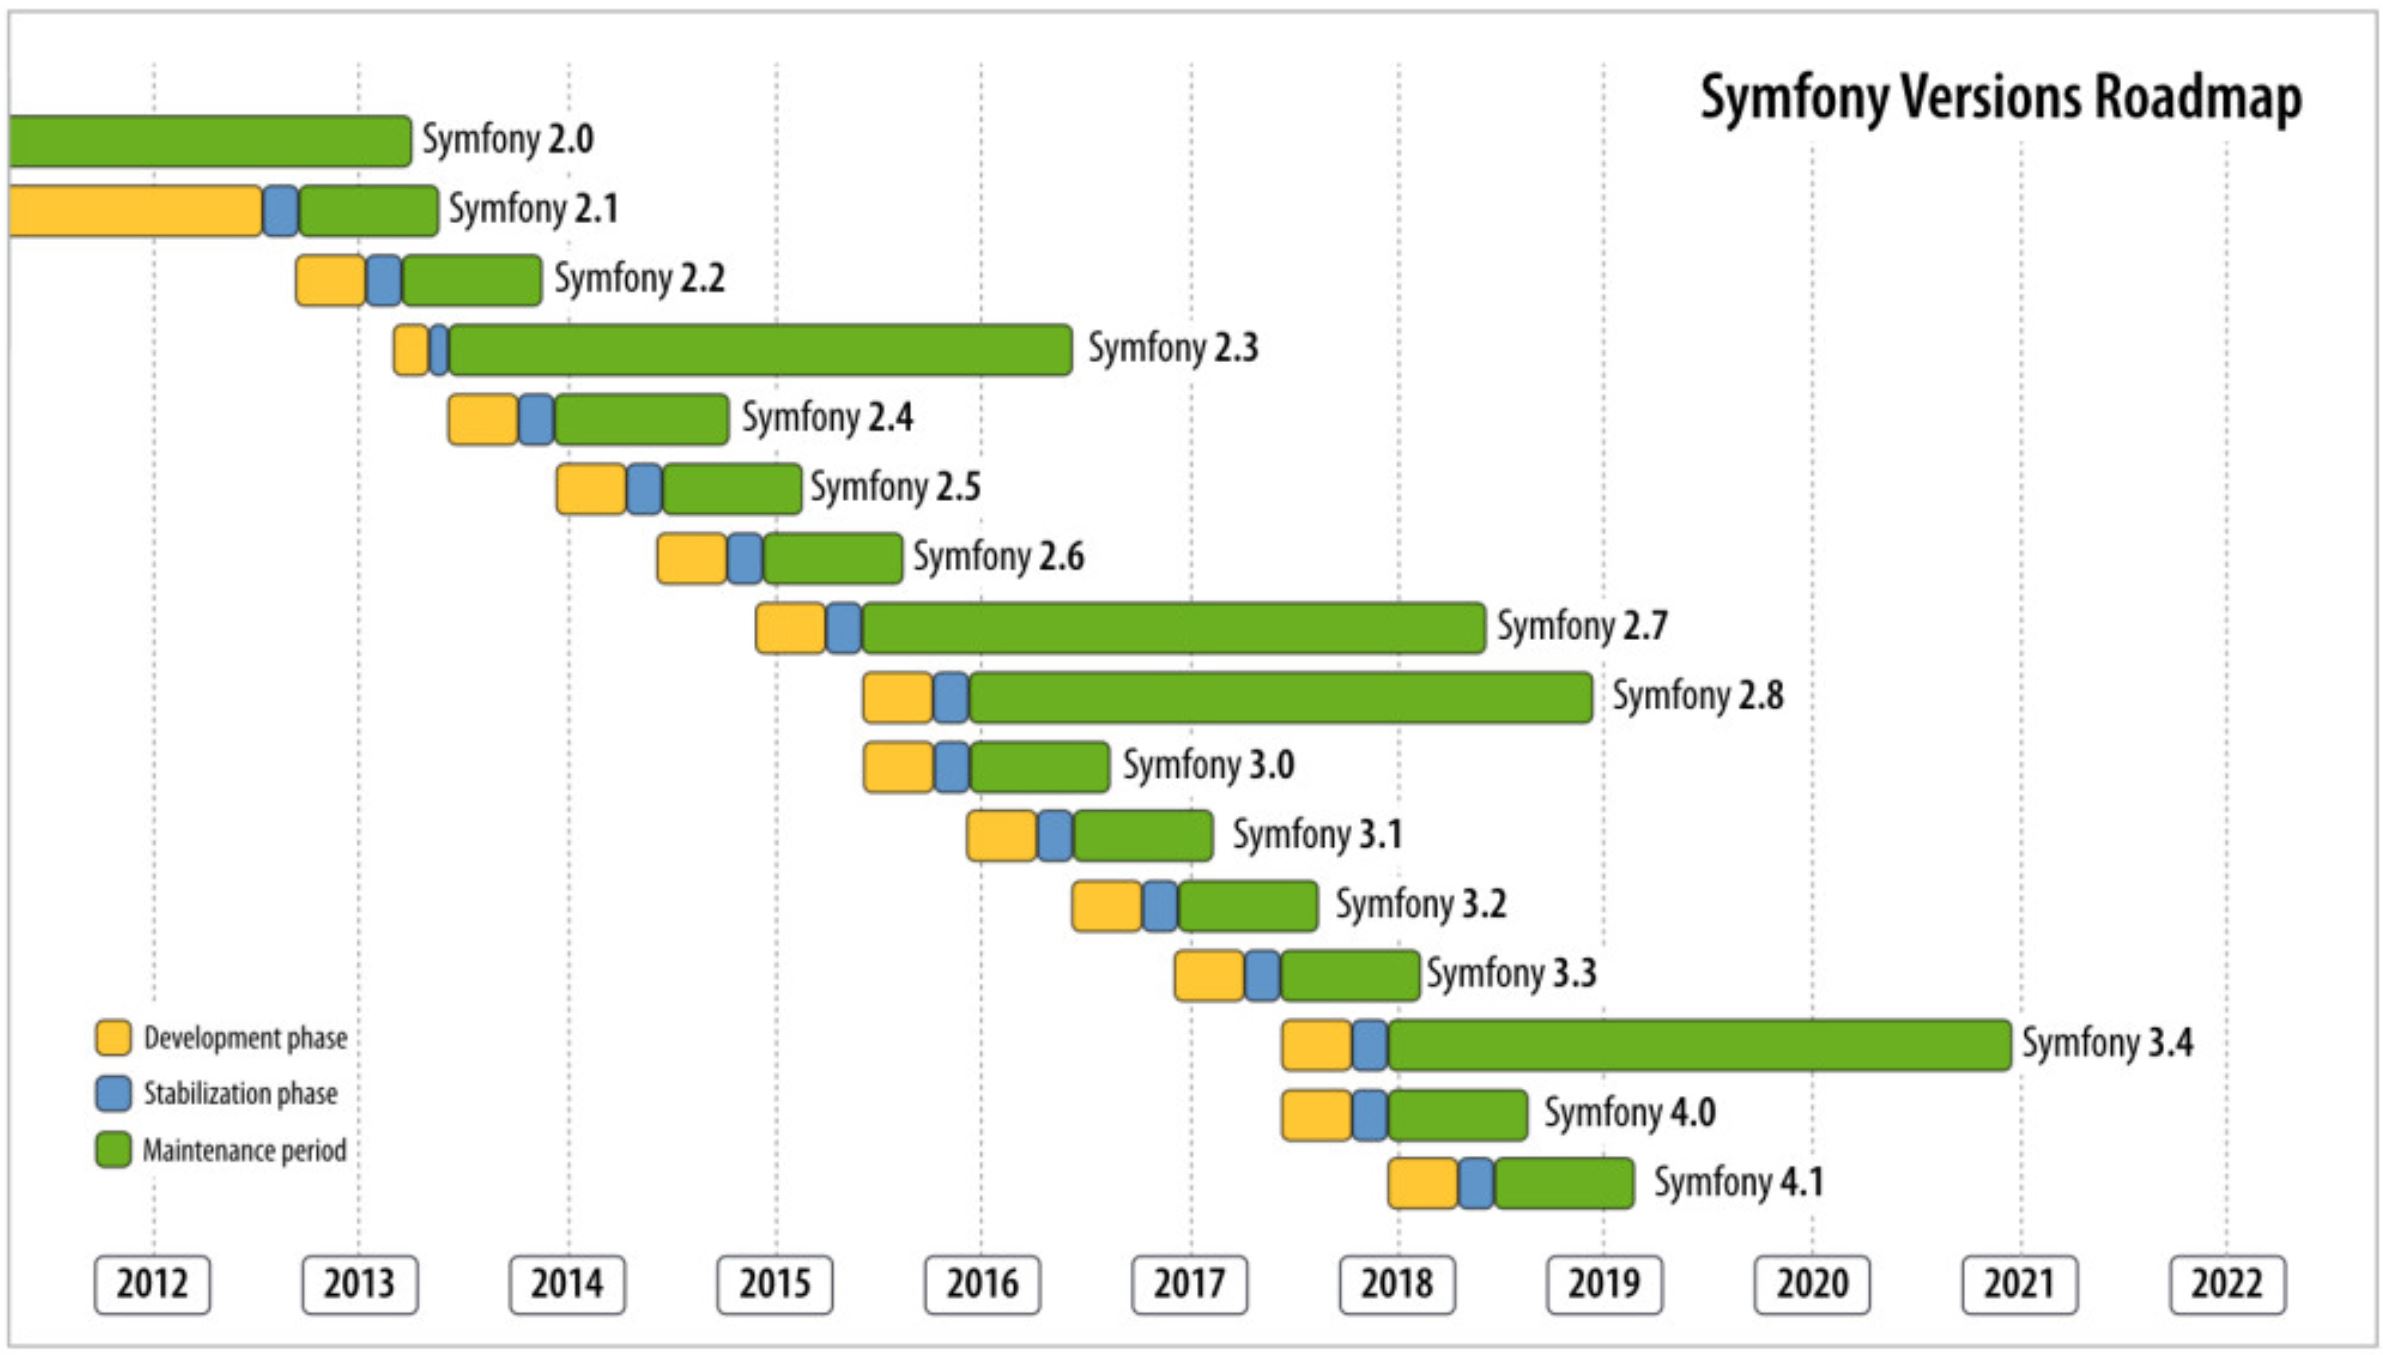 Symfony Versions Roadmap
Symfony 2.0
Symfony 2.1
Symfony 2.2
Symfony 2.3
Symfony 2.4
Symfony 2.5
Symfony 2.6
Symfony 2.7
Symfony 2.8
Symfony 3.0
Symfony 3.1
Symfony 3.2
Symfony 3.3
Symfony 3.4
Symfony 4.0
Symfony 4.1
Development phase
Stabilization phase
Maintenance period
2012 2013 2014 2015 2016 2017 2018 2019 2020 2021 2022